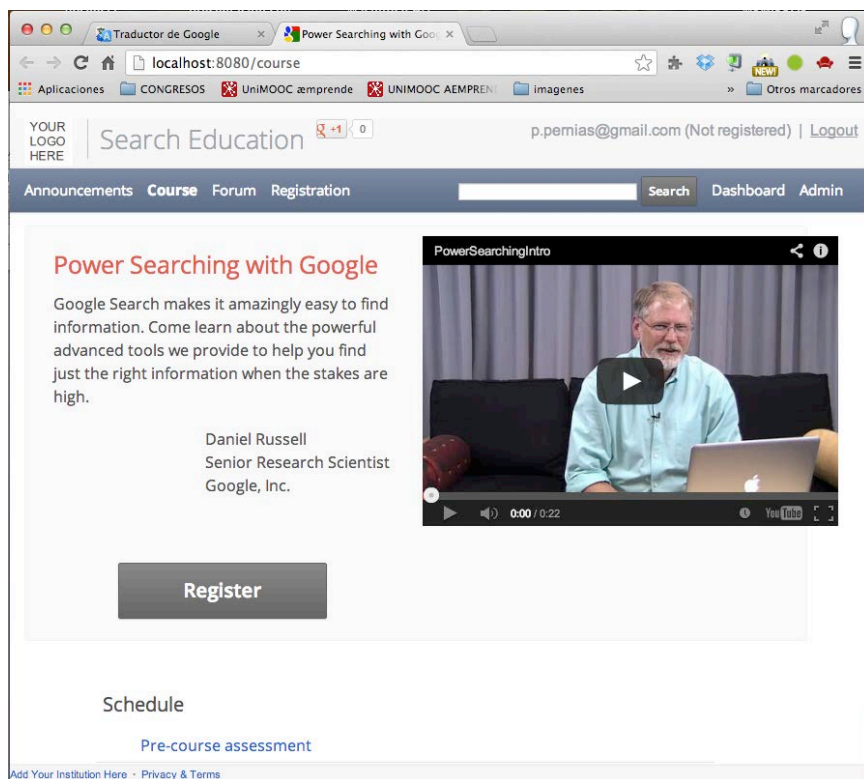 Traductor de Google
Power Searching with Goo
localhost:8080/course
NEW!
Aplicaciones
CONGRESOS
UniMOOC æmprende
UNIMOOC AEMPREN
imagenes
»
Otros marcadores
YOUR
LOGO
HERE
Search Education
g +1
0
p.pernias@gmail.com (Not registered) | Logout
Announcements Course Forum Registration
Search
Dashboard Admin
Power Searching with Google
Google Search makes it amazingly easy to find
information. Come learn about the powerful
advanced tools we provide to help you find
just the right information when the stakes are
high.
Daniel Russell
Senior Research Scientist
Google, Inc.
PowerSearchingIntro
0:00 / 0:22
YouTube
Register
Schedule
Pre-course assessment
Add Your Institution Here · Privacy & Terms